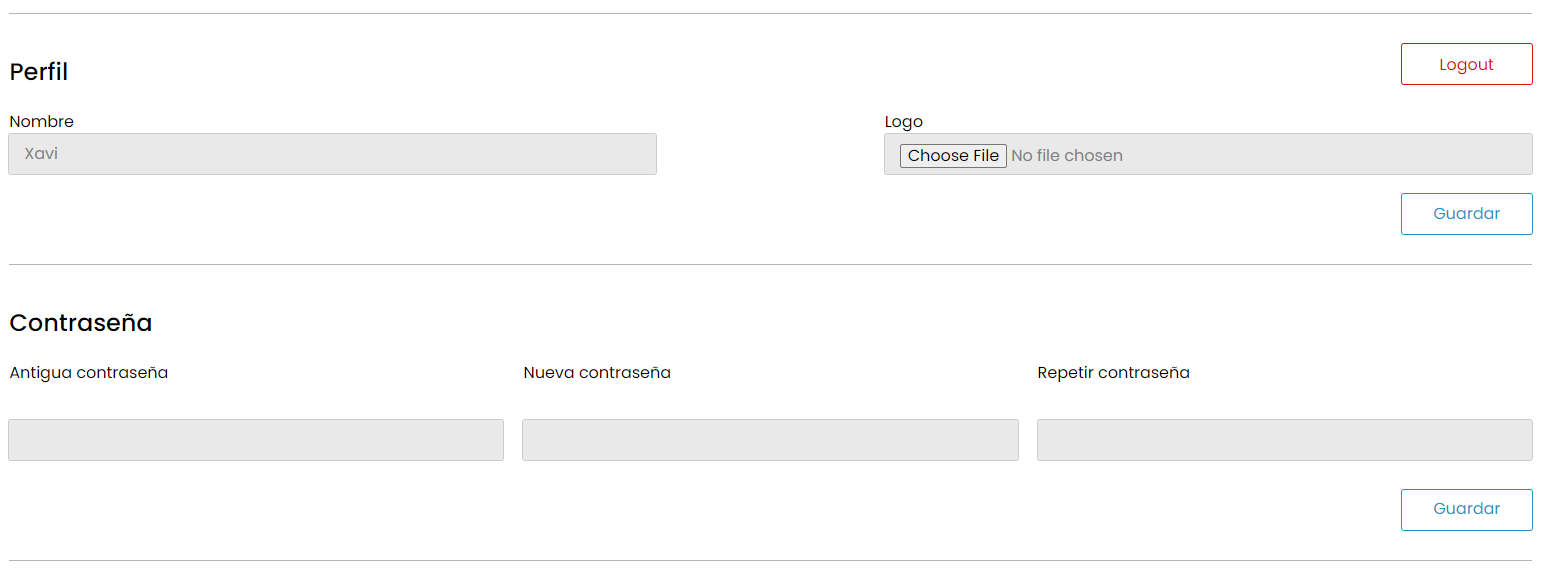 Perfil
Logout
Nombre
Logo
Xavi
Choose File No file chosen
Guardar
Contraseña
Antigua contraseña
Nueva contraseña
Repetir contraseña
Guardar